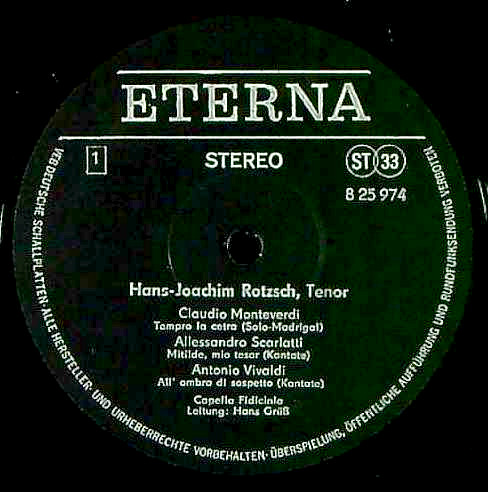 ETERNA
1
STEREO
ST 33
8 25 974
Hans-Joachim Rotzsch, Tenor
Claudio Monteverdi
Tempro la cetra (Solo-Madrigal)
Allessandro Scarlatti
Mitilde, mio tesor (Kantate)
Antonio Vivaldi
All' ombra di sospetto (Kantate)
Capella Fidicinia
Leitung: Hans Grüß
VEB DEUTSCHE SCHALLPLATTEN · ALLE HERSTELLER- UND URHEBERRECHTE VORBEHALTEN · ÜBERSPIELUNG, ÖFFENTLICHE AUFFÜHRUNG UND RUNDFUNKSENDUNG VERBOTEN